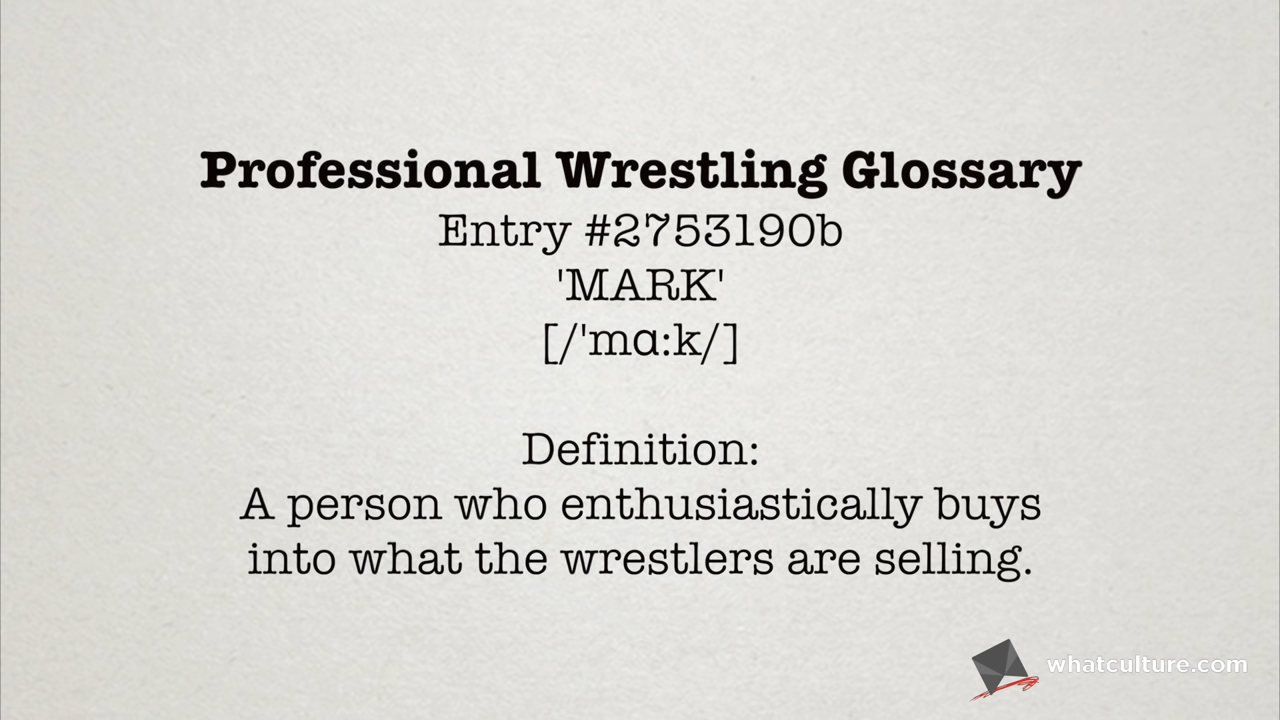 Professional Wrestling Glossary
Entry #2753190b
'MARK'
[/'mɑ:k/]
Definition:
A person who enthusiastically buys
into what the wrestlers are selling.
whatculture.com